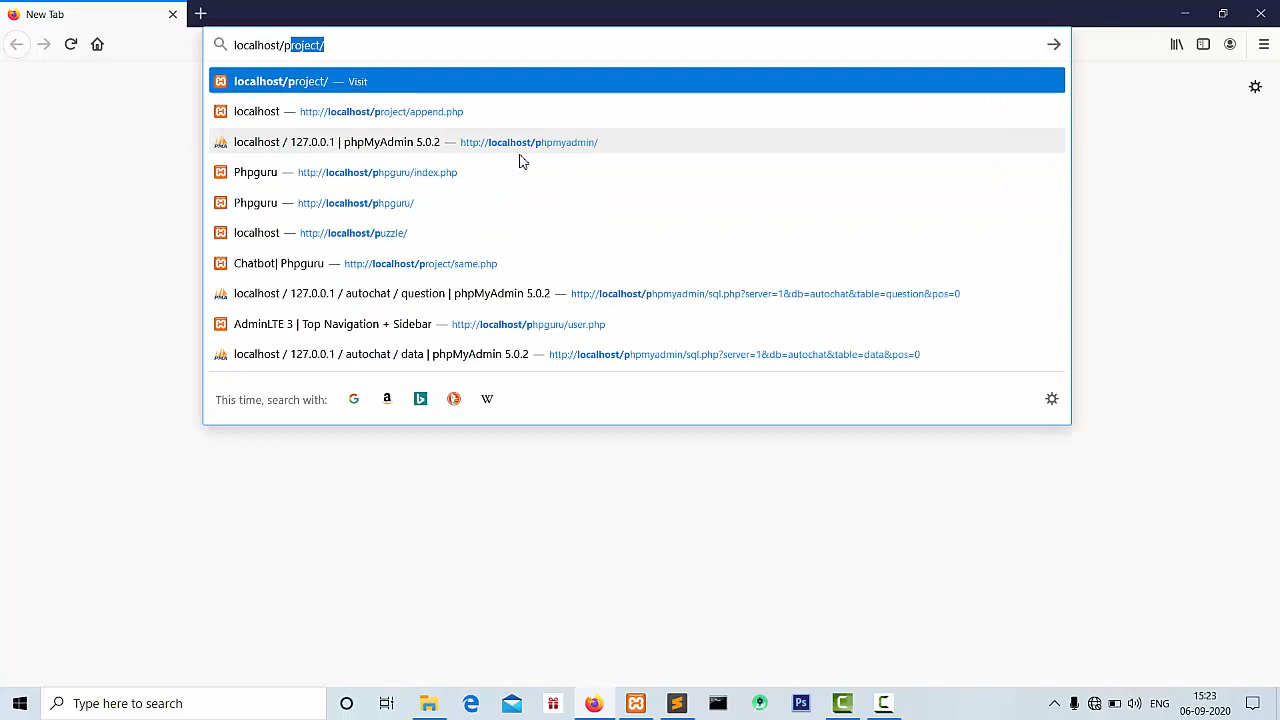 New Tab
localhost/project/
localhost/project/ — Visit
localhost — http://localhost/project/append.php
localhost / 127.0.0.1 | phpMyAdmin 5.0.2 — http://localhost/phpmyadmin/
Phpguru — http://localhost/phpguru/index.php
Phpguru — http://localhost/phpguru/
localhost — http://localhost/puzzle/
Chatbot| Phpguru — http://localhost/project/same.php
localhost / 127.0.0.1 / autochat / question | phpMyAdmin 5.0.2 — http://localhost/phpmyadmin/sql.php?server=1&db=autochat&table=question&pos=0
AdminLTE 3 | Top Navigation + Sidebar — http://localhost/phpguru/user.php
localhost / 127.0.0.1 / autochat / data | phpMyAdmin 5.0.2 — http://localhost/phpmyadmin/sql.php?server=1&db=autochat&table=data&pos=0
This time, search with:
Type here to search
ENG
15:23
06-09-2020